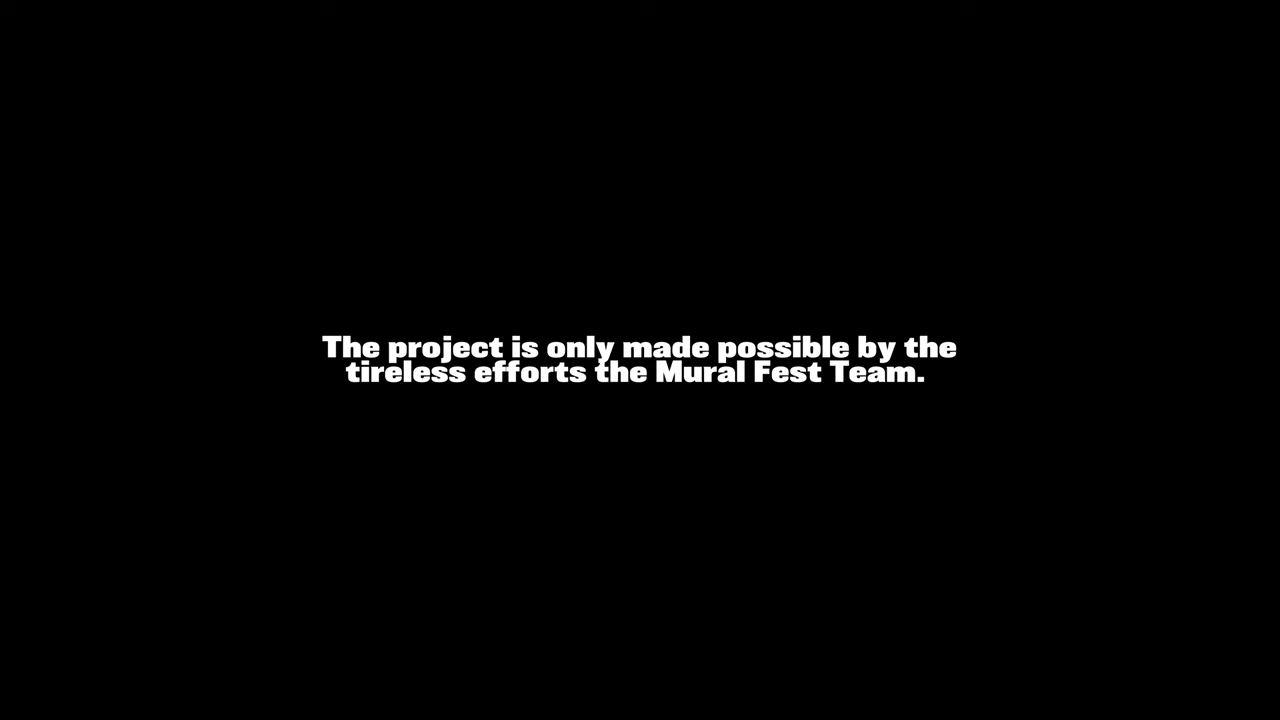 The project is only made possible by the
tireless efforts the Mural Fest Team.